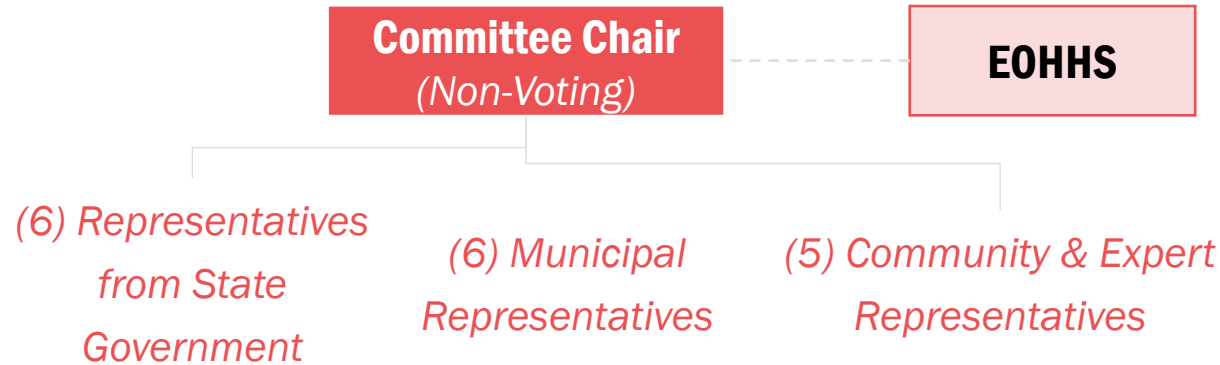 Committee Chair
(Non-Voting)
EOHHS
(6) Representatives
from State
Government
(6) Municipal
Representatives
(5) Community & Expert
Representatives